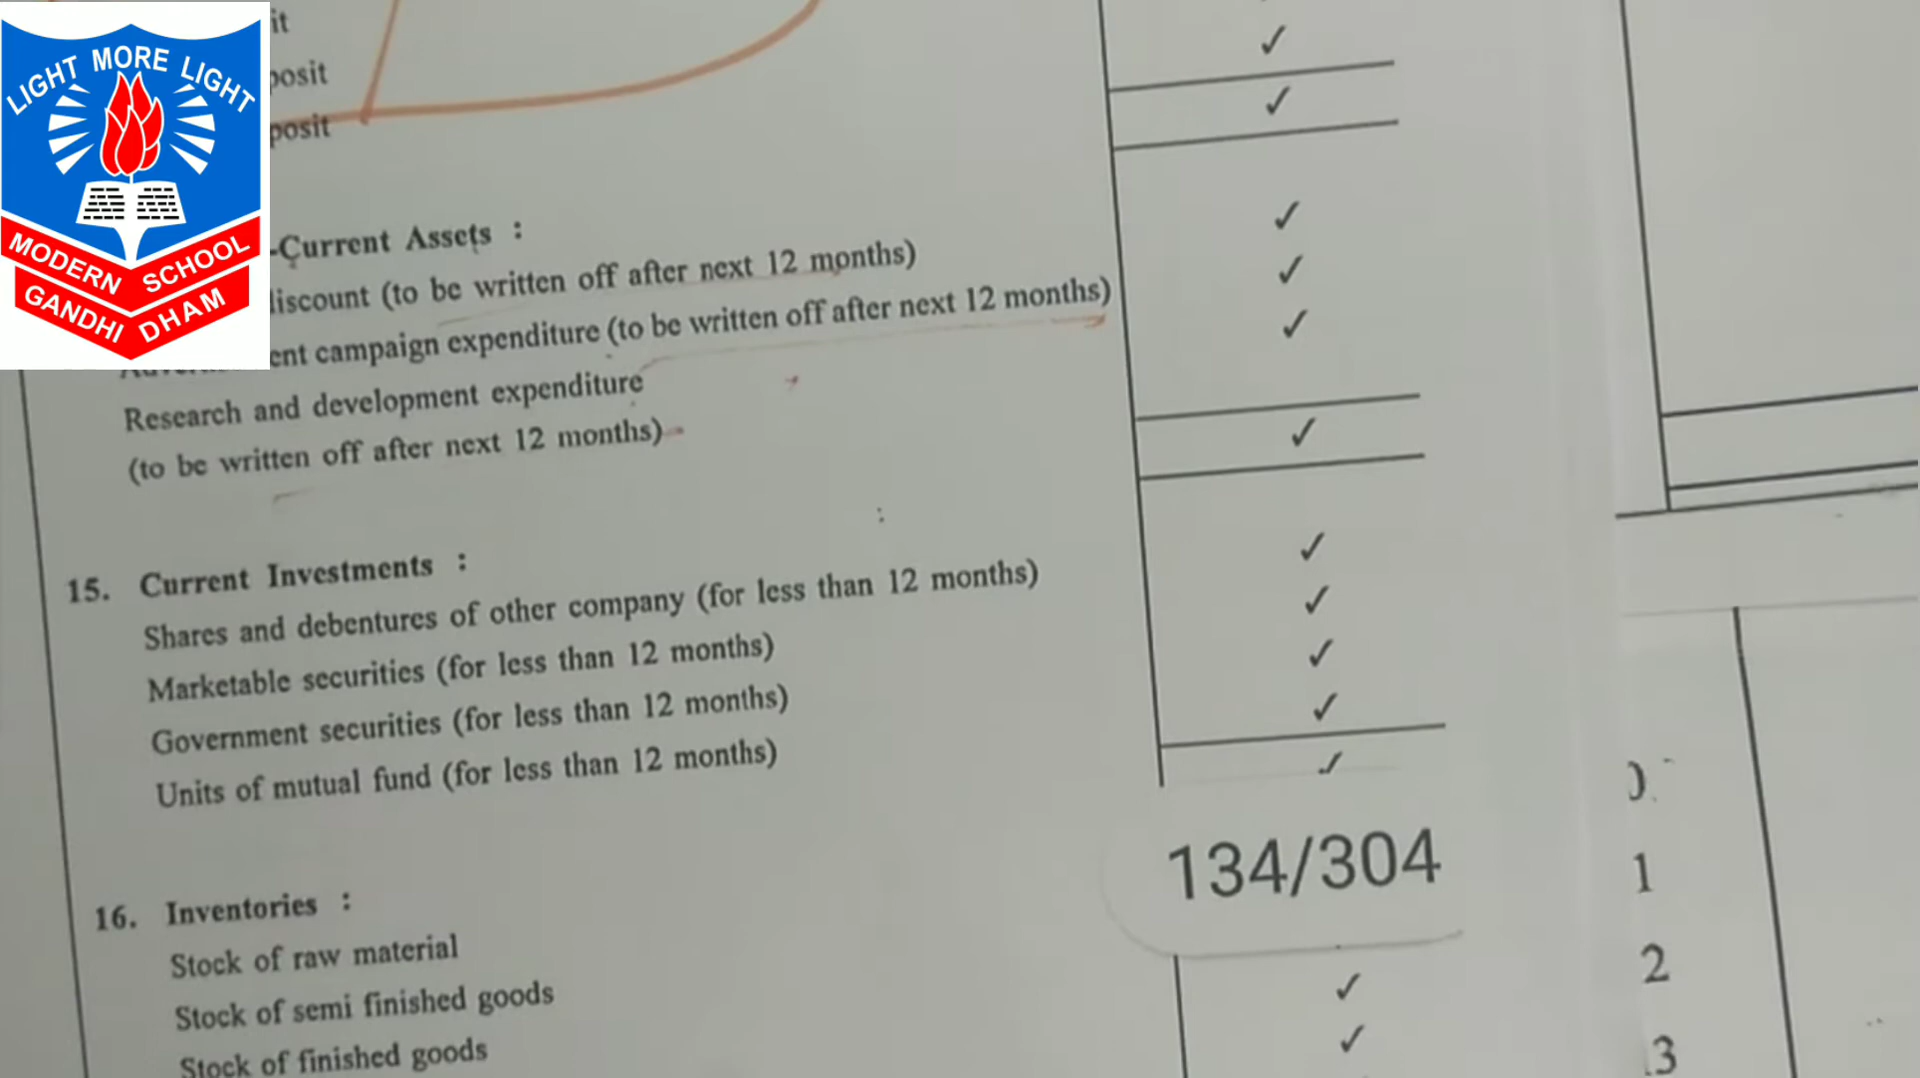 LIGHT MORE LIGHT
MODERN SCHOOL
GANDHI DHAM
it
posit
posit
-Current Assets :
discount (to be written off after next 12 months)
ent campaign expenditure (to be written off after next 12 months)
Research and development expenditure
(to be written off after next 12 months)
15. Current Investments :
Shares and debentures of other company (for less than 12 months)
Marketable securities (for less than 12 months)
Government securities (for less than 12 months)
Units of mutual fund (for less than 12 months)
134/304
16. Inventories :
Stock of raw material
Stock of semi finished goods
Stock of finished goods
1
2
3